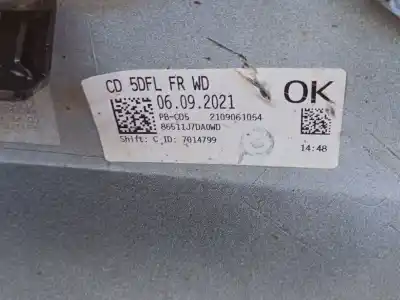 CD 5DFL FR WD
06.09.2021
OK
PB-CD5 2109061054
86511J7DA0WD
Shift: C ID: 7014799
14:48